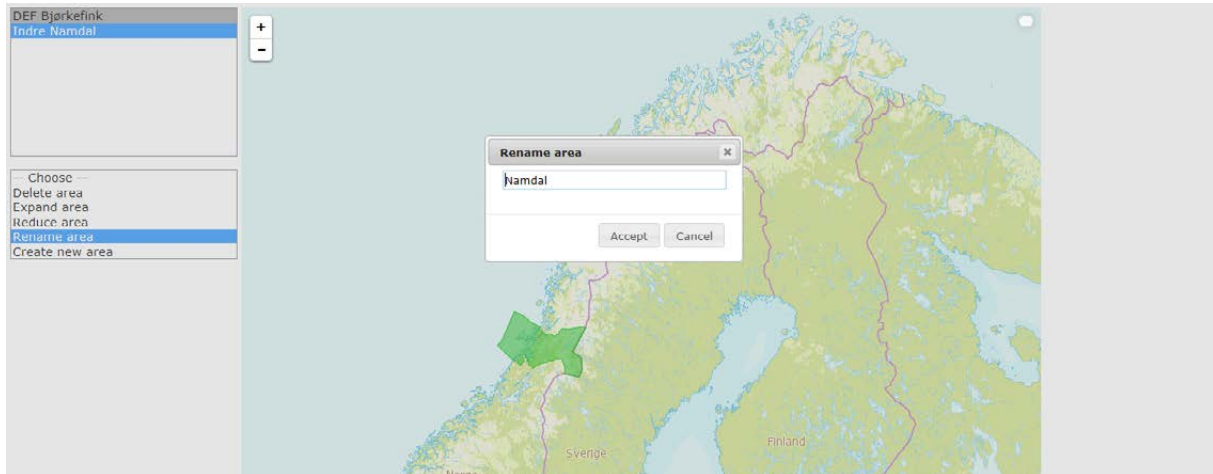 DEF Bjørkefink
Indre Namdal
+
-
--- Choose ---
Delete area
Expand area
Reduce area
Rename area
Create new area
Rename area
x
Namdal
Accept
Cancel
Sverige
Finland
Norge